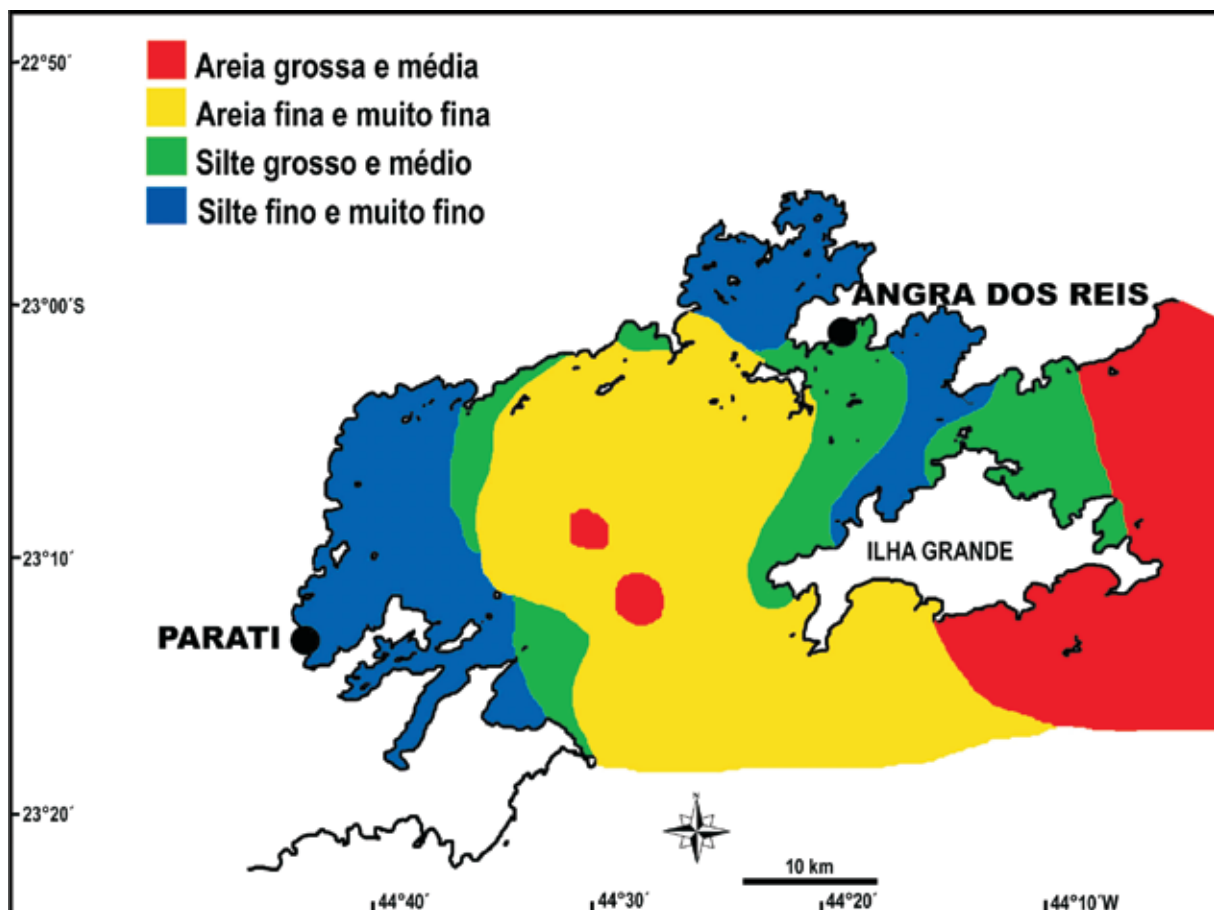 22°50´
Areia grossa e média
Areia fina e muito fina
Silte grosso e médio
Silte fino e muito fino
23°00´S
ANGRA DOS REIS
23°10´
ILHA GRANDE
PARATI
23°20´
N
10 km
44°40´
44°30´
44°20´
44°10´W